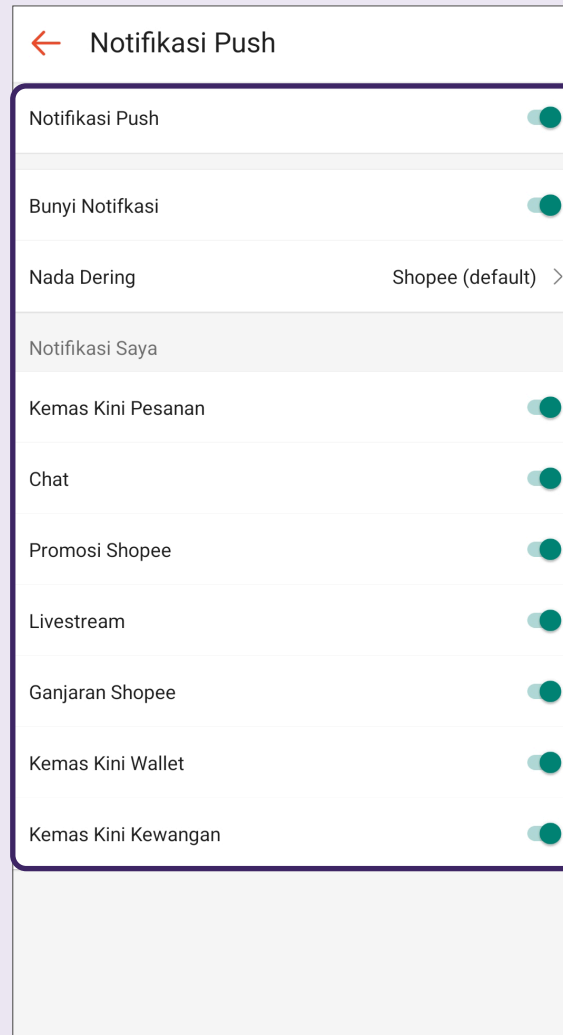 Notifikasi Push
Notifikasi Push
Bunyi Notifkasi
Nada Dering Shopee (default)
Notifikasi Saya
Kemas Kini Pesanan
Chat
Promosi Shopee
Livestream
Ganjaran Shopee
Kemas Kini Wallet
Kemas Kini Kewangan